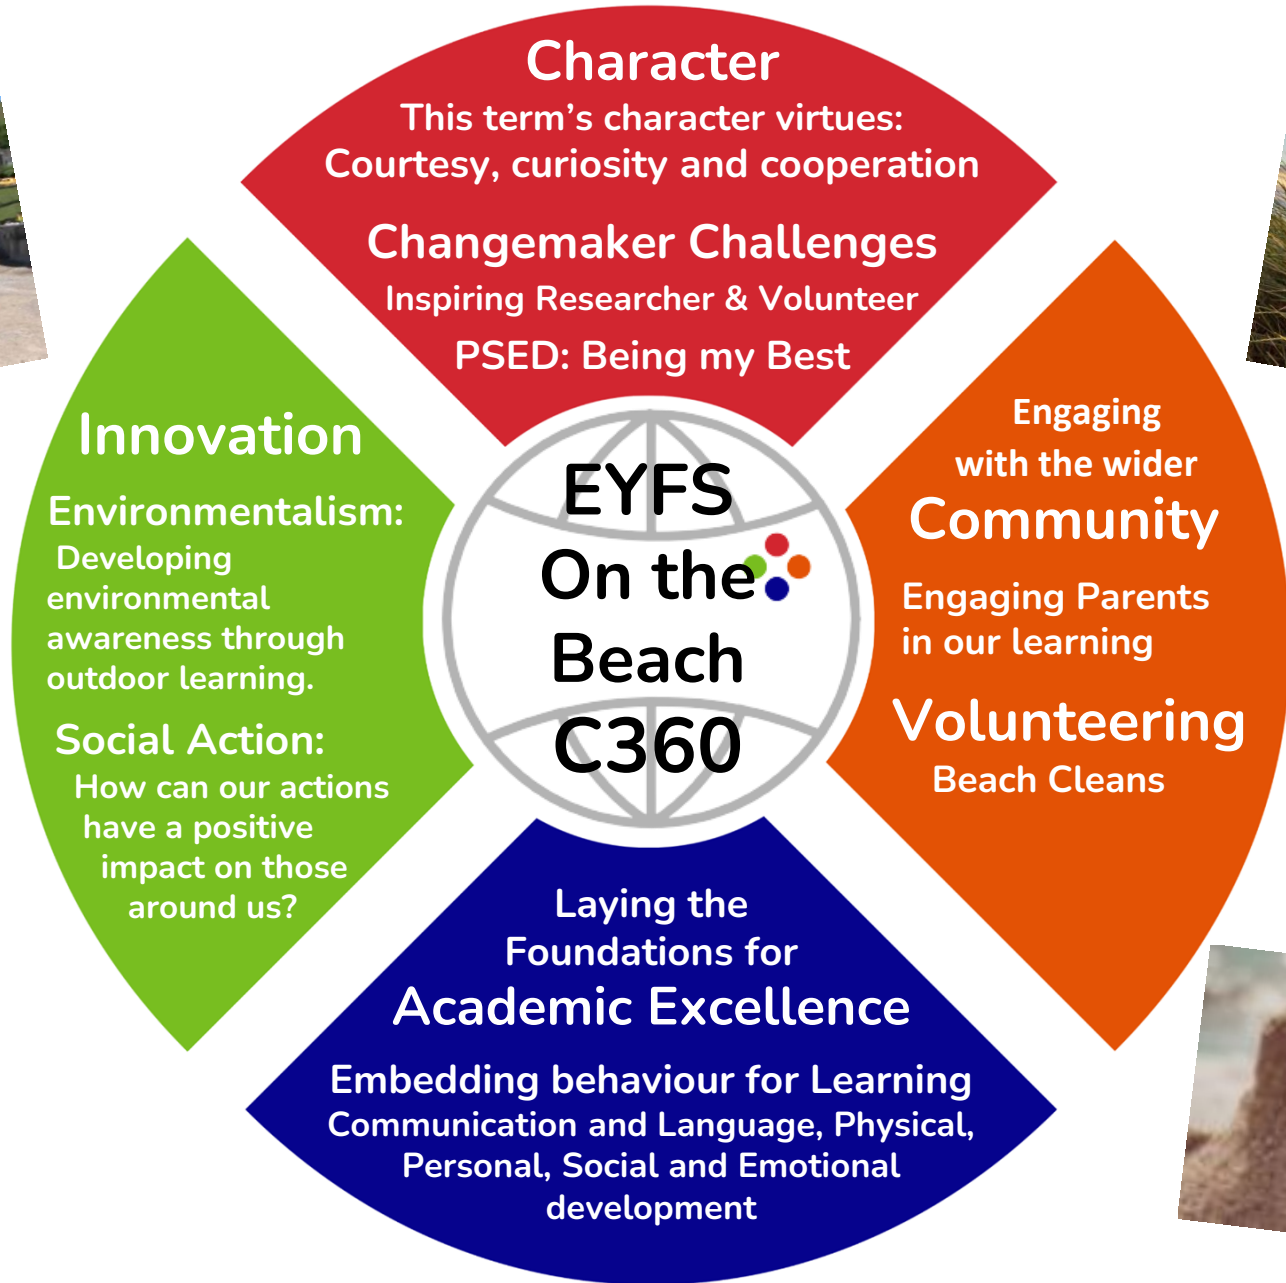 Character
This term’s character virtues:
Courtesy, curiosity and cooperation
Changemaker Challenges
Inspiring Researcher & Volunteer
PSED: Being my Best
Innovation
Environmentalism:
Developing
environmental
awareness through
outdoor learning.
Social Action:
How can our actions
have a positive
impact on those
around us?
EYFS
On the
Beach
C360
Engaging
with the wider
Community
Engaging Parents
in our learning
Volunteering
Beach Cleans
Laying the
Foundations for
Academic Excellence
Embedding behaviour for Learning
Communication and Language, Physical,
Personal, Social and Emotional
development